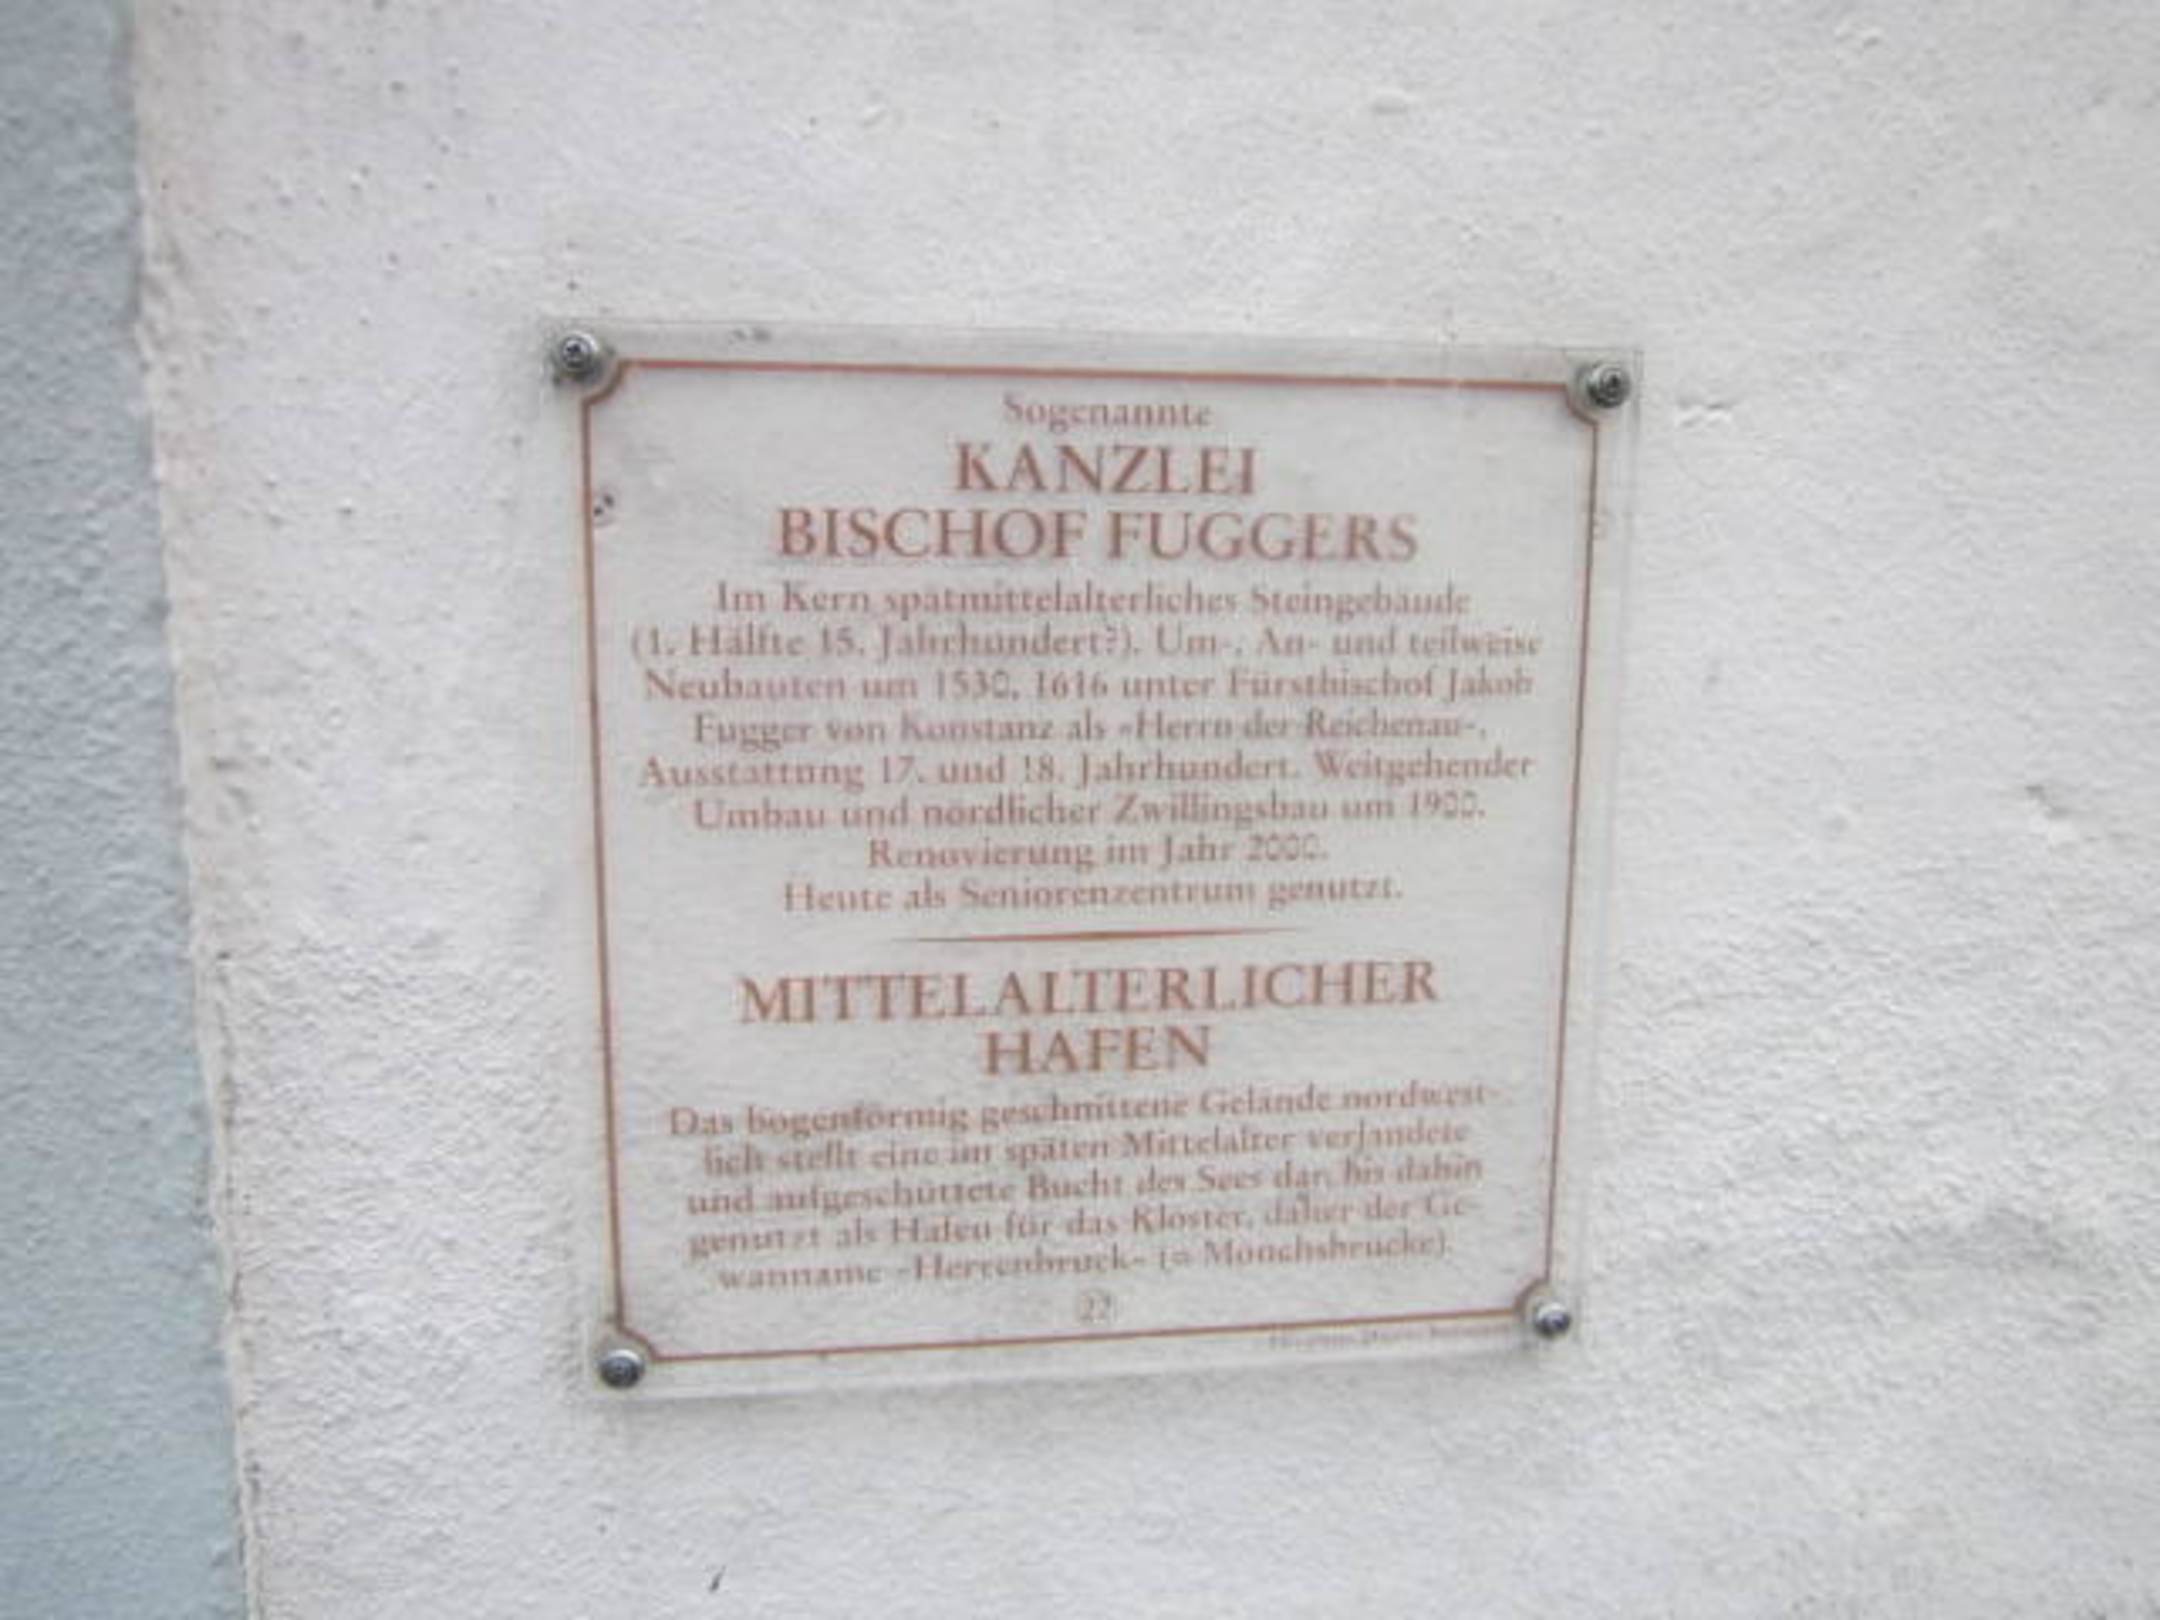 Sogenannte
KANZLEI
BISCHOF FUGGERS
Im Kern spätmittelalterliches Steingebäude
(1. Hälfte 15. Jahrhundert?). Um-, An- und teilweise
Neubauten um 1530, 1616 unter Fürstbischof Jakob
Fugger von Konstanz als »Herrn der Reichenau«,
Ausstattung 17. und 18. Jahrhundert. Weitgehender
Umbau und nördlicher Zwillingsbau um 1900.
Renovierung im Jahr 2000.
Heute als Seniorenzentrum genutzt.
MITTELALTERLICHER
HAFEN
Das bogenförmig geschnittene Gelände nordwest-
lich stellt eine im späten Mittelalter verlandete
und aufgeschüttete Bucht des Sees dar, bis dahin
genutzt als Hafen für das Kloster, daher der Ge-
wanname »Herrenbruck« (= Mönchsbrücke).
22